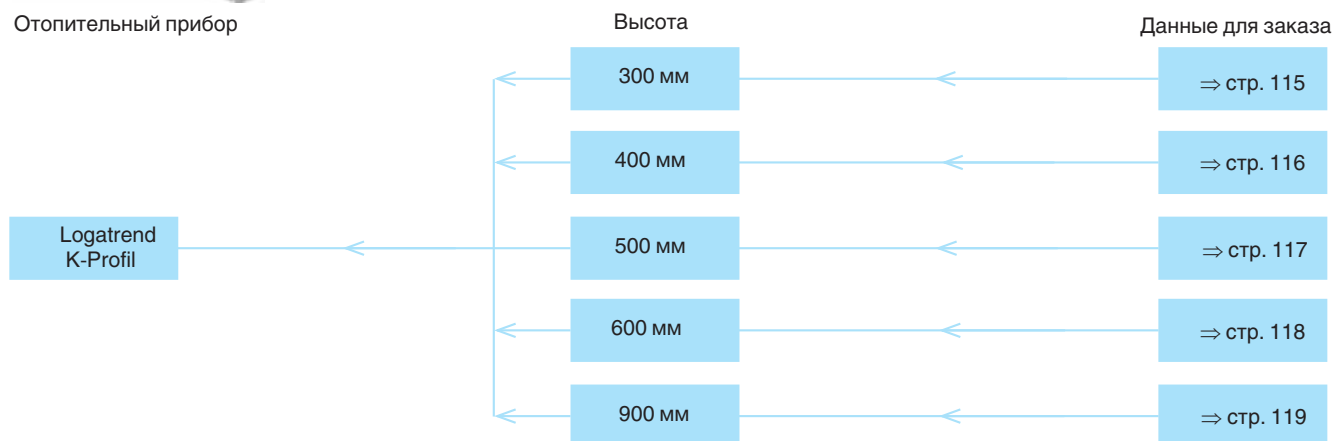 Отопительный прибор
Высота
Данные для заказа
300 мм
⇒ стр. 115
400 мм
⇒ стр. 116
Logatrend
K-Profil
500 мм
⇒ стр. 117
600 мм
⇒ стр. 118
900 мм
⇒ стр. 119